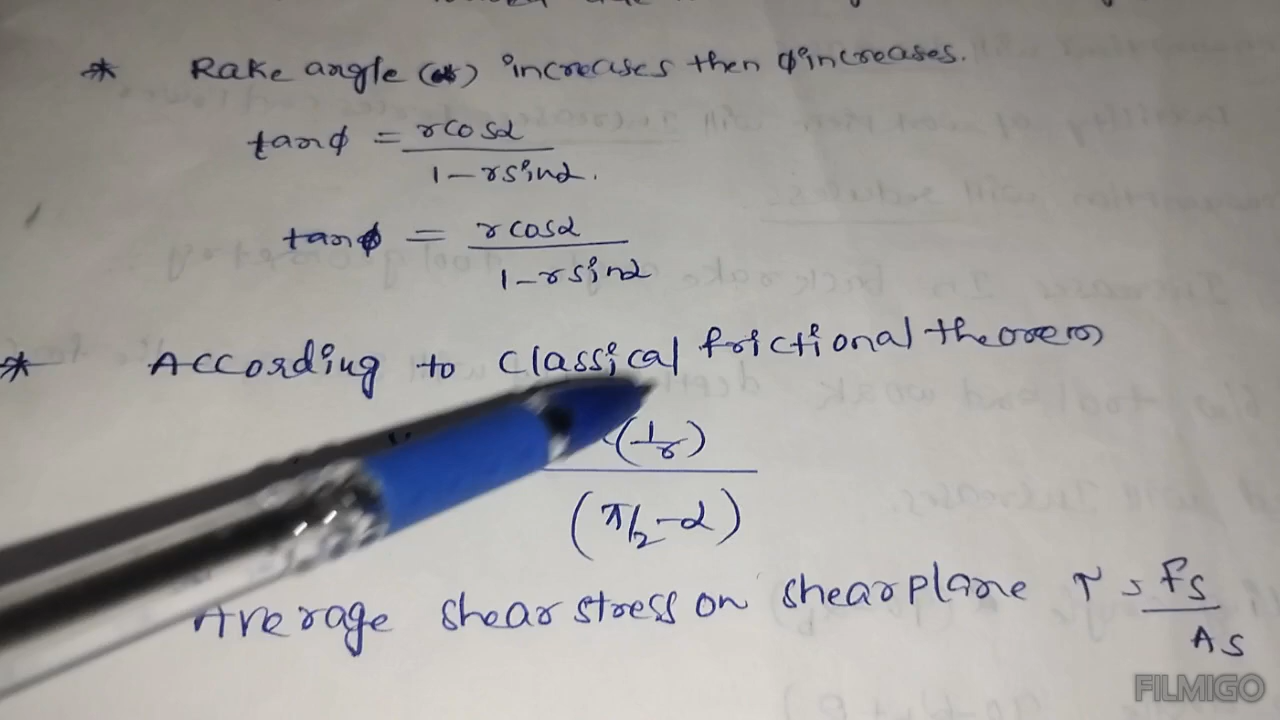 * Rake angle (α) increases then φ increases.
tanφ = rcosα
1-rsinα.
tanφ = rcosα
1-rsinα
* According to classical frictional theorem
(1/r)
(π/2-α)
Average shear stress on shear plane τ = Fs
As
FILMIGO